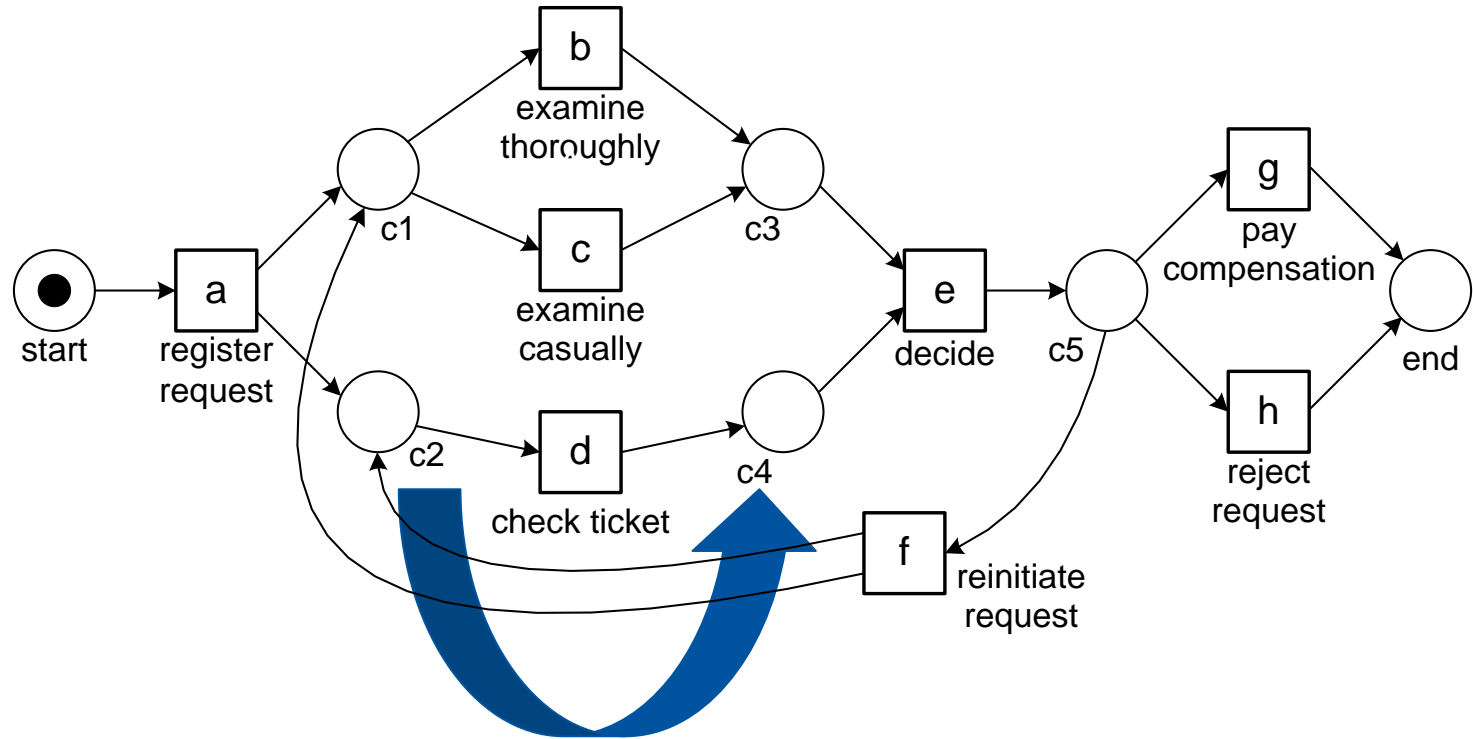 b
examine
thoroughly
c1
c
examine
casually
c3
start
a
register
request
c2
d
check ticket
c4
e
decide
c5
g
pay
compensation
h
reject
request
end
f
reinitiate
request